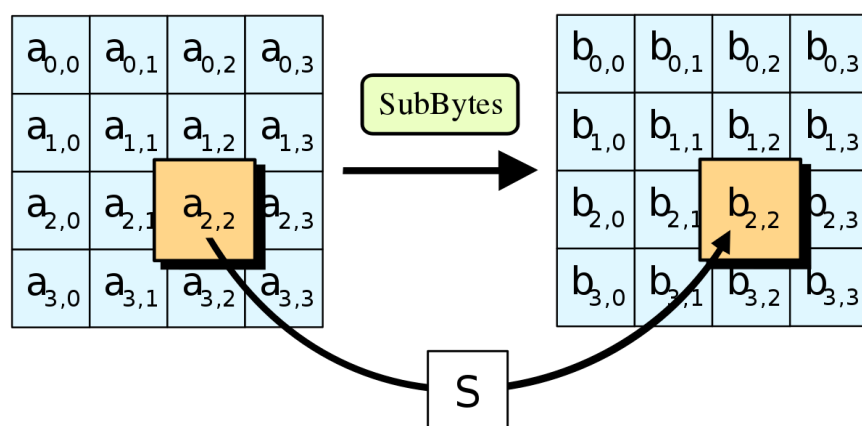 a0,0 a0,1 a0,2 a0,3
a1,0 a1,1 a1,2 a1,3
a2,0 a2,1 a2,2 a2,3
a3,0 a3,1 a3,2 a3,3
SubBytes
b0,0 b0,1 b0,2 b0,3
b1,0 b1,1 b1,2 b1,3
b2,0 b2,1 b2,2 b2,3
b3,0 b3,1 b3,2 b3,3
S